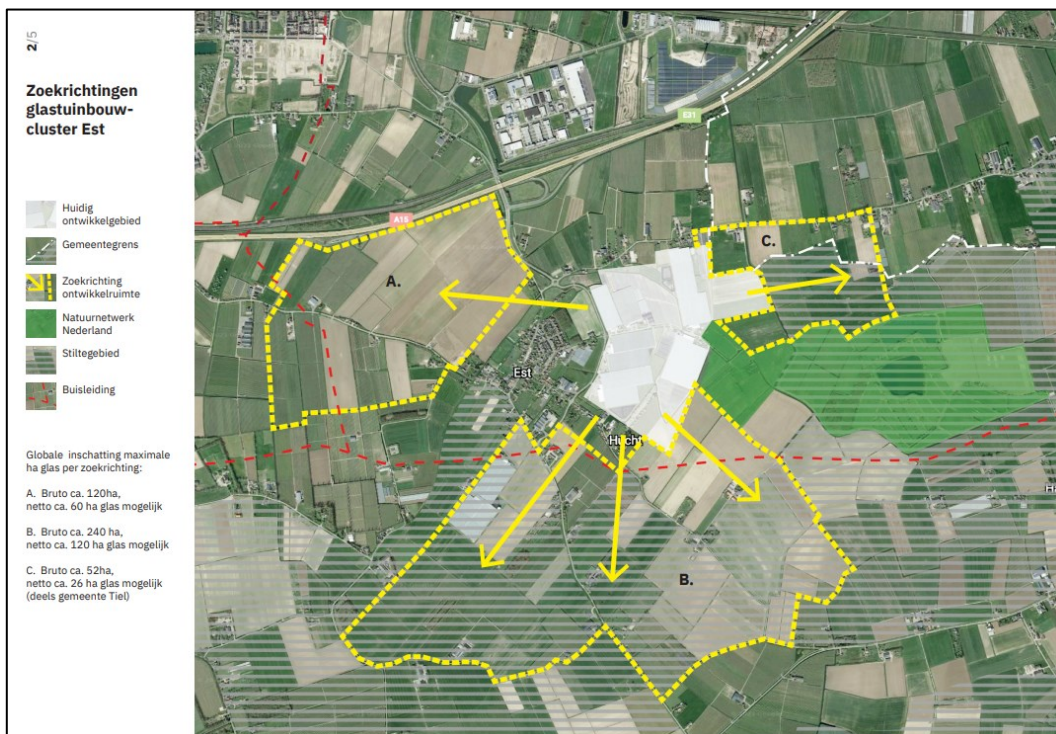 2/5
Zoekrichtingen
glastuinbouw-
cluster Est
Huidig
ontwikkelgebied
Gemeentegrens
Zoekrichting
ontwikkelruimte
Natuurnetwerk
Nederland
Stiltegebied
Buisleiding
Globale inschatting maximale
ha glas per zoekrichting:
A. Bruto ca. 120ha,
netto ca. 60 ha glas mogelijk
B. Bruto ca. 240 ha,
netto ca. 120 ha glas mogelijk
C. Bruto ca. 52ha,
netto ca. 26 ha glas mogelijk
(deels gemeente Tiel)
E31
A15
A.
C.
Est
Hucht
B.